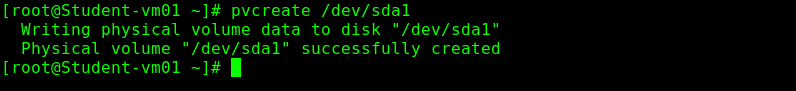 [root@Student-vm01 ~]# pvcreate /dev/sda1
  Writing physical volume data to disk "/dev/sda1"
  Physical volume "/dev/sda1" successfully created
[root@Student-vm01 ~]#